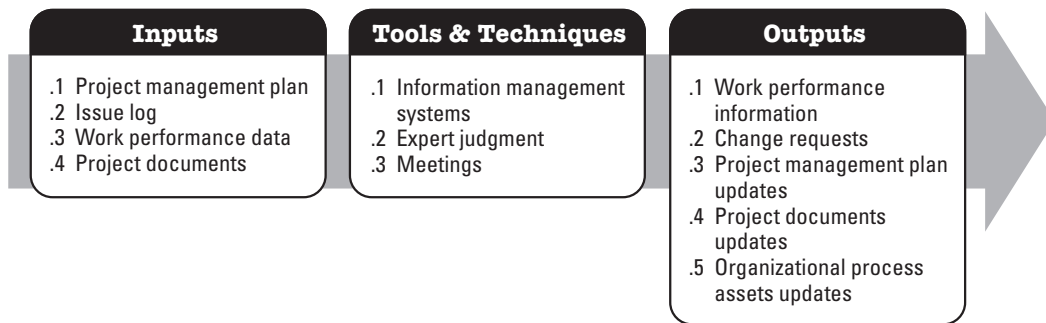 Inputs
.1 Project management plan
.2 Issue log
.3 Work performance data
.4 Project documents
Tools & Techniques
.1 Information management
systems
.2 Expert judgment
.3 Meetings
Outputs
.1 Work performance
information
.2 Change requests
.3 Project management plan
updates
.4 Project documents
updates
.5 Organizational process
assets updates